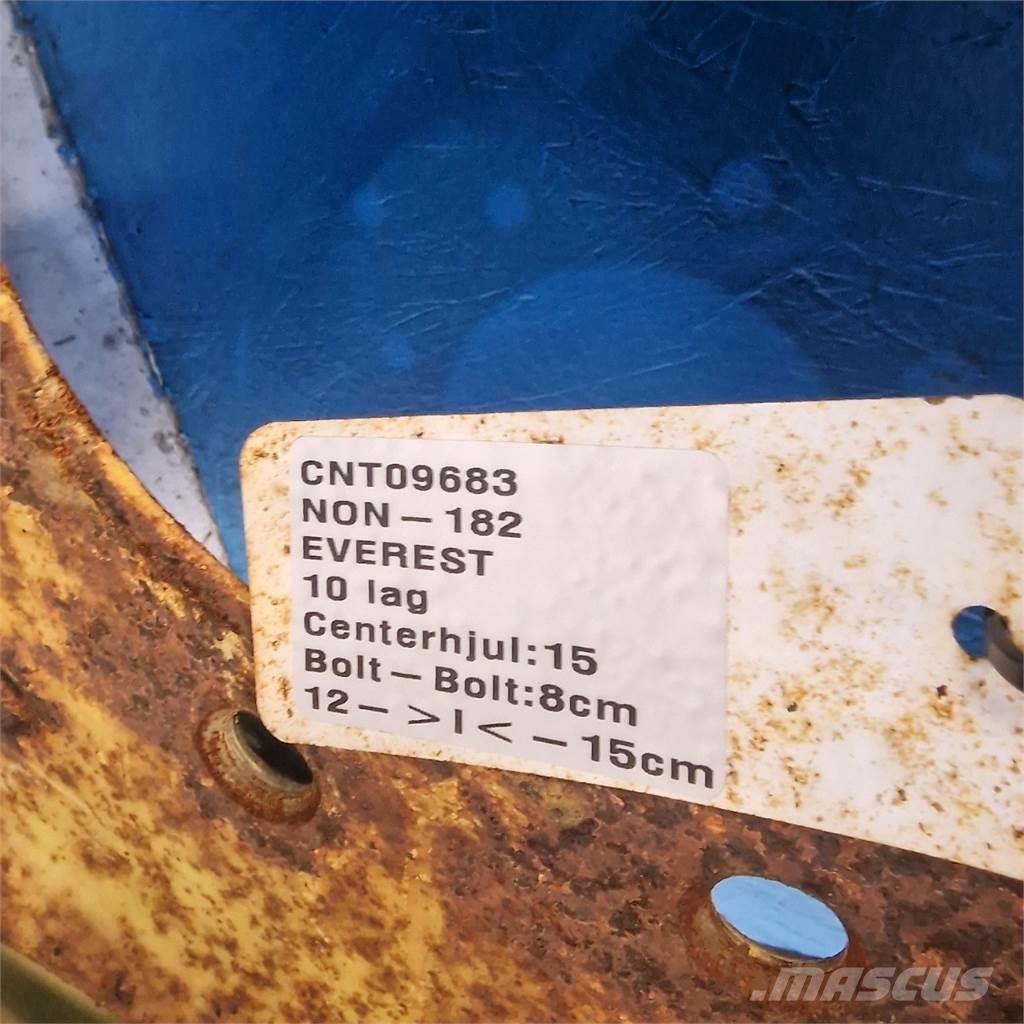 CNT09683
NON-182
EVEREST
10 lag
Centerhjul:15
Bolt-Bolt:8cm
12- >I< -15cm
.MASCUS